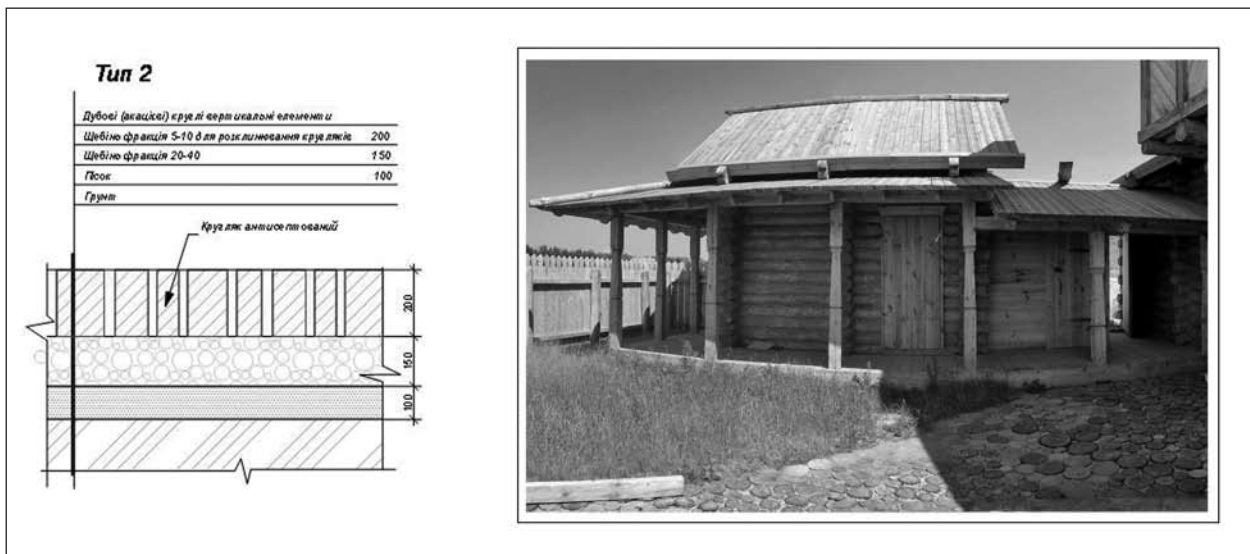 Тип 2
Дубові (акацієві) круглі вертикальні елементи
Щебінь фракція 5-10 для розклинювання кругляків 200
Щебінь фракція 20-40 150
Пісок 100
Грунт
Кругляк антисептований
200
150
100